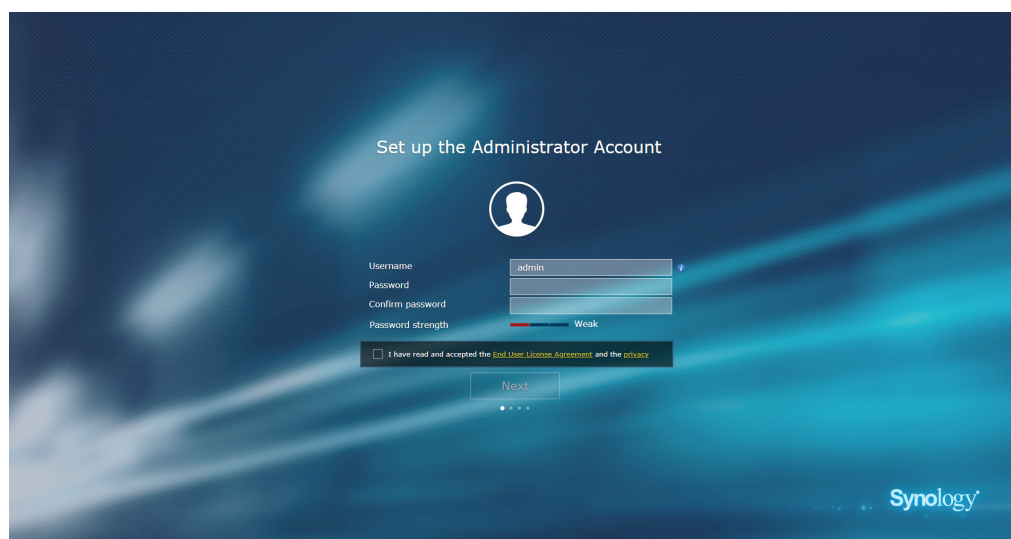 Set up the Administrator Account
Username admin
Password
Confirm password
Password strength Weak
I have read and accepted the End User License Agreement and the privacy
Next
Synology